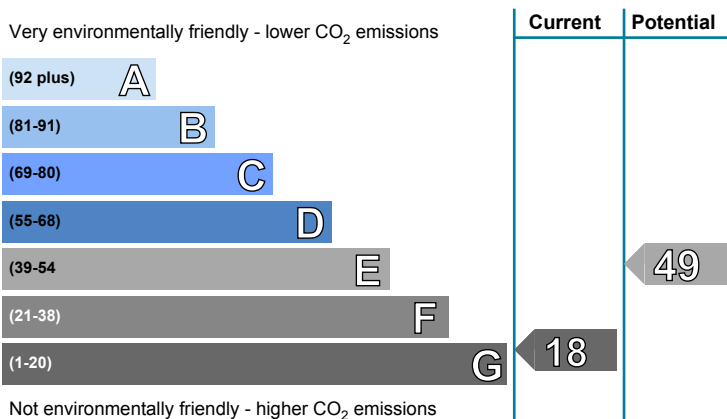 Very environmentally friendly - lower CO2 emissions
Current
Potential
(92 plus) A
(81-91) B
(69-80) C
(55-68) D
(39-54 E
49
(21-38) F
(1-20) G
18
Not environmentally friendly - higher CO2 emissions